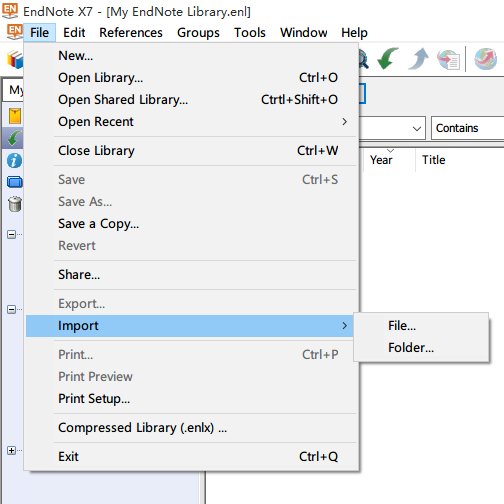 EndNote X7 - [My EndNote Library.enl]
File Edit References Groups Tools Window Help
New...
Open Library... Ctrl+O
Open Shared Library... Ctrtl+Shift+O
Open Recent
Close Library Ctrl+W
Save Ctrl+S
Save As...
Save a Copy...
Revert
Share...
Export...
Import
Print... Ctrl+P
Print Preview
Print Setup...
Compressed Library (.enlx) ...
Exit Ctrl+Q
File...
Folder...
My
Contains
Year Title